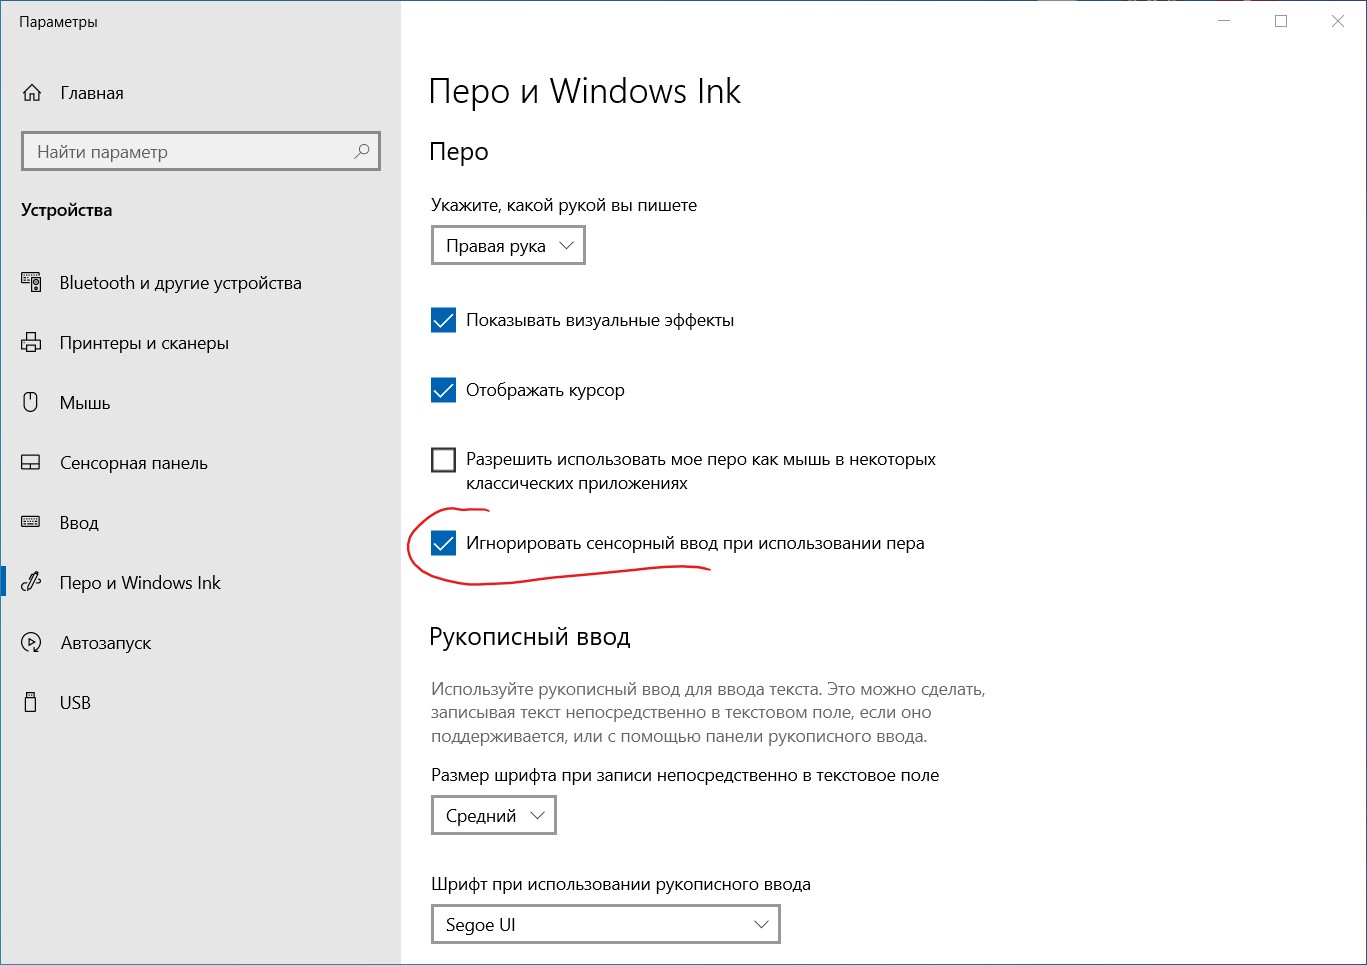 Параметры
Главная
Найти параметр
Устройства
Bluetooth и другие устройства
Принтеры и сканеры
Мышь
Сенсорная панель
Ввод
Перо и Windows Ink
Автозапуск
USB
Перо и Windows Ink
Перо
Укажите, какой рукой вы пишете
Правая рука
Показывать визуальные эффекты
Отображать курсор
Разрешить использовать мое перо как мышь в некоторых
классических приложениях
Игнорировать сенсорный ввод при использовании пера
Рукописный ввод
Используйте рукописный ввод для ввода текста. Это можно сделать,
записывая текст непосредственно в текстовом поле, если оно
поддерживается, или с помощью панели рукописного ввода.
Размер шрифта при записи непосредственно в текстовое поле
Средний
Шрифт при использовании рукописного ввода
Segoe UI